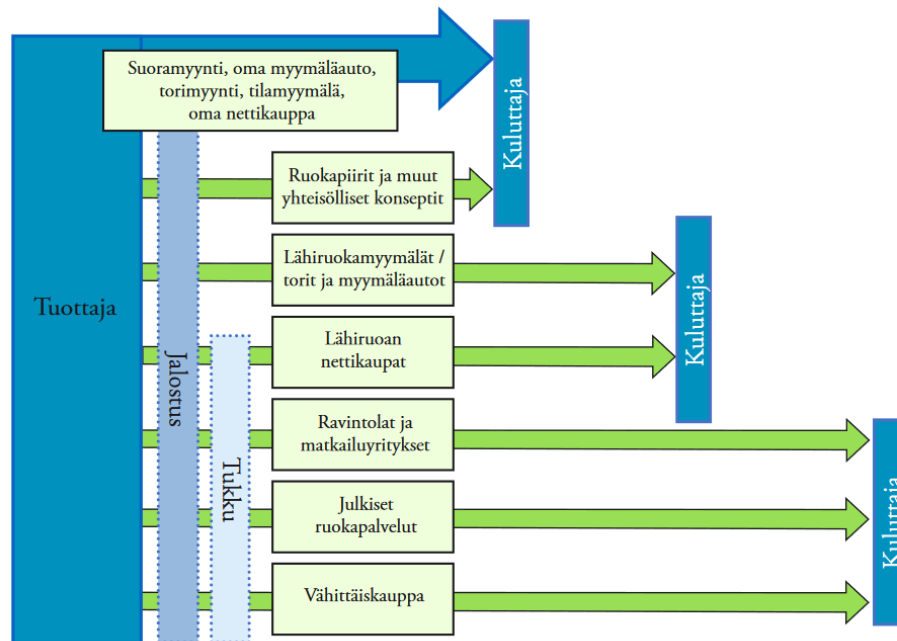 Tuottaja
Suoramyynti, oma myymäläauto,
torimyynti, tilamyymälä,
oma nettikauppa
Kuluttaja
Ruokapiirit ja muut
yhteisölliset konseptit
Lähiruokamyymälät /
torit ja myymäläautot
Kuluttaja
Lähiruoan
nettikaupat
Jalostus
Tukku
Ravintolat ja
matkailuyritykset
Julkiset
ruokapalvelut
Kuluttaja
Vähittäiskauppa